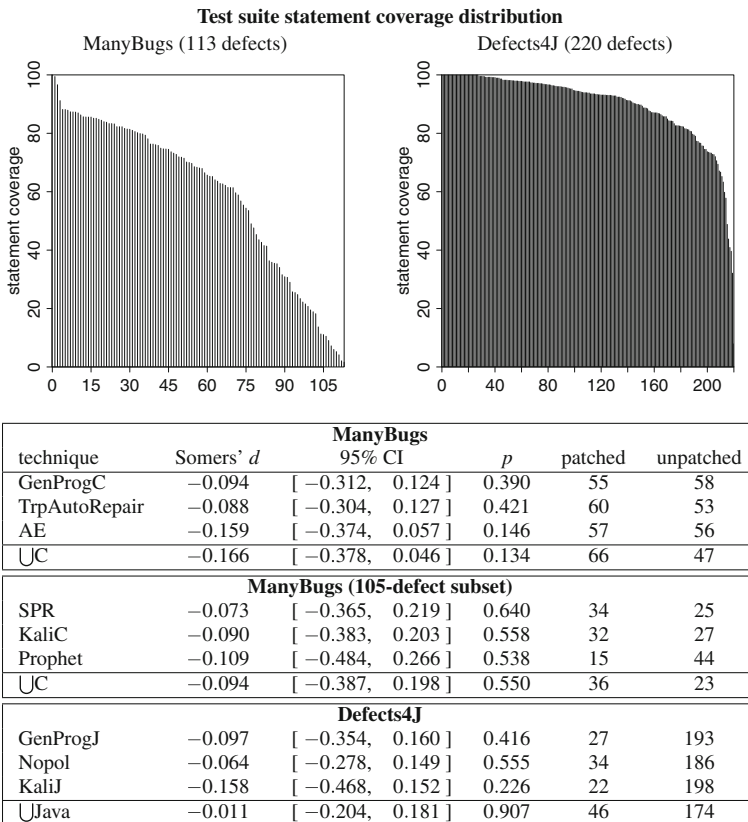 Test suite statement coverage distribution
ManyBugs (113 defects)
Defects4J (220 defects)
statement coverage
100
80
60
40
20
0
0 15 30 45 60 75 90 105
statement coverage
100
80
60
40
20
0
0 40 80 120 160 200
ManyBugs
technique Somers' d 95% CI p patched unpatched
GenProgC −0.094 [ −0.312, 0.124 ] 0.390 55 58
TrpAutoRepair −0.088 [ −0.304, 0.127 ] 0.421 60 53
AE −0.159 [ −0.374, 0.057 ] 0.146 57 56
⋃C −0.166 [ −0.378, 0.046 ] 0.134 66 47
ManyBugs (105-defect subset)
SPR −0.073 [ −0.365, 0.219 ] 0.640 34 25
KaliC −0.090 [ −0.383, 0.203 ] 0.558 32 27
Prophet −0.109 [ −0.484, 0.266 ] 0.538 15 44
⋃C −0.094 [ −0.387, 0.198 ] 0.550 36 23
Defects4J
GenProgJ −0.097 [ −0.354, 0.160 ] 0.416 27 193
Nopol −0.064 [ −0.278, 0.149 ] 0.555 34 186
KaliJ −0.158 [ −0.468, 0.152 ] 0.226 22 198
⋃Java −0.011 [ −0.204, 0.181 ] 0.907 46 174